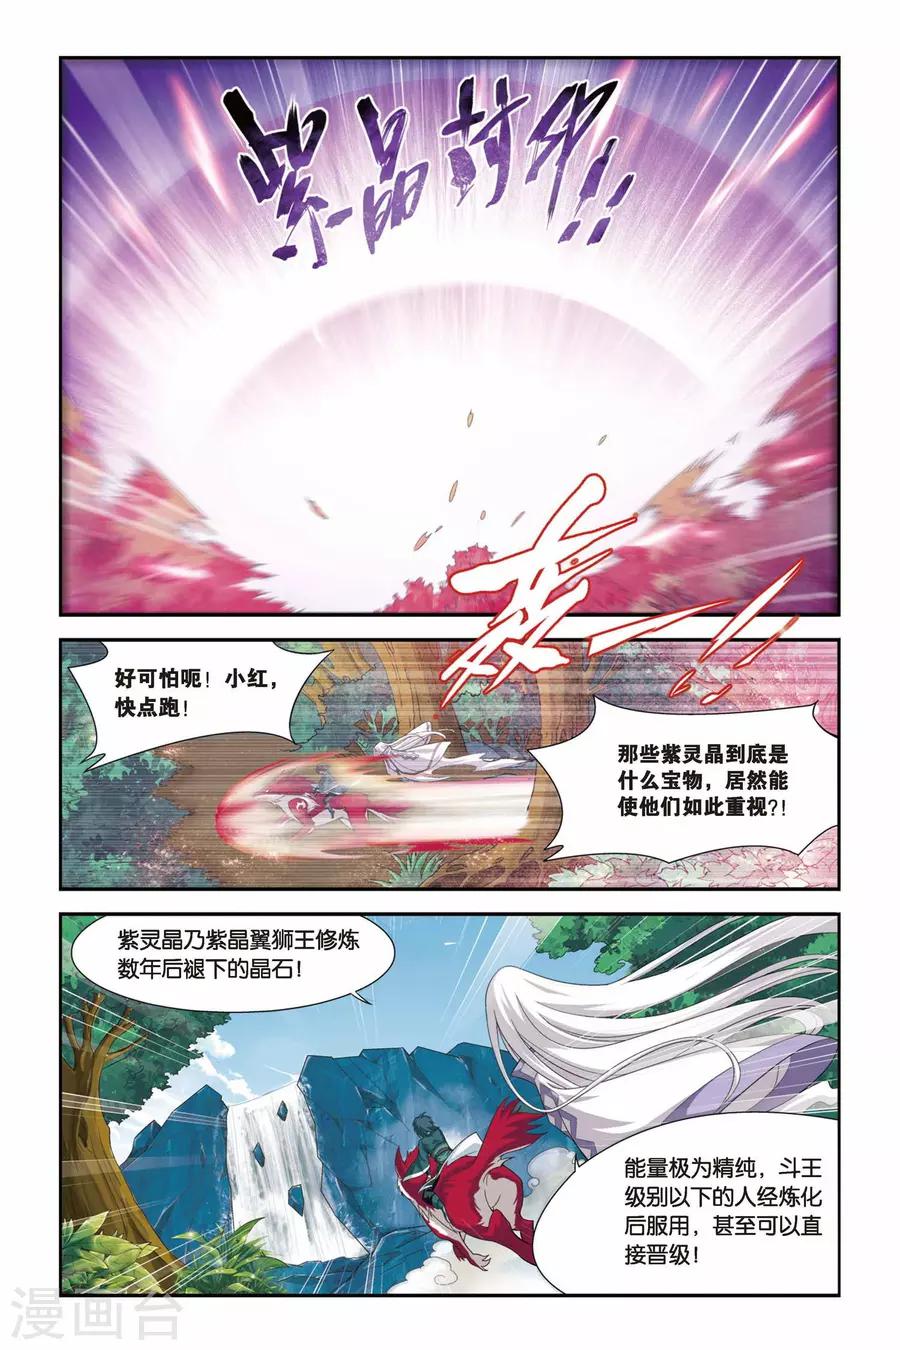 紫晶封印!!
轰—!!
好可怕呃！小红，
快点跑！
那些紫灵晶到底是
什么宝物，居然能
使他们如此重视？！
紫灵晶乃紫晶翼狮王修炼
数年后褪下的晶石！
能量极为精纯，斗王
级别以下的人经炼化
后服用，甚至可以直
接晋级！
漫画台